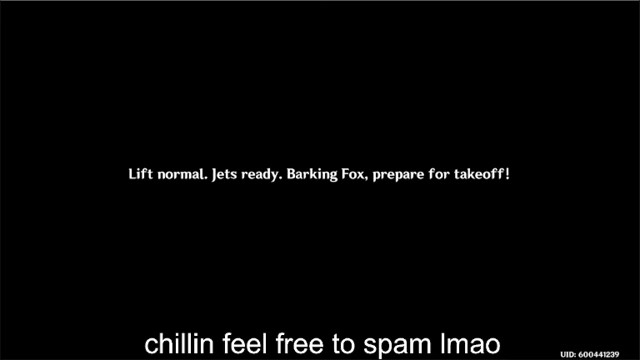 Lift normal. Jets ready. Barking Fox, prepare for takeoff!
chillin feel free to spam lmao
UID: 600441239